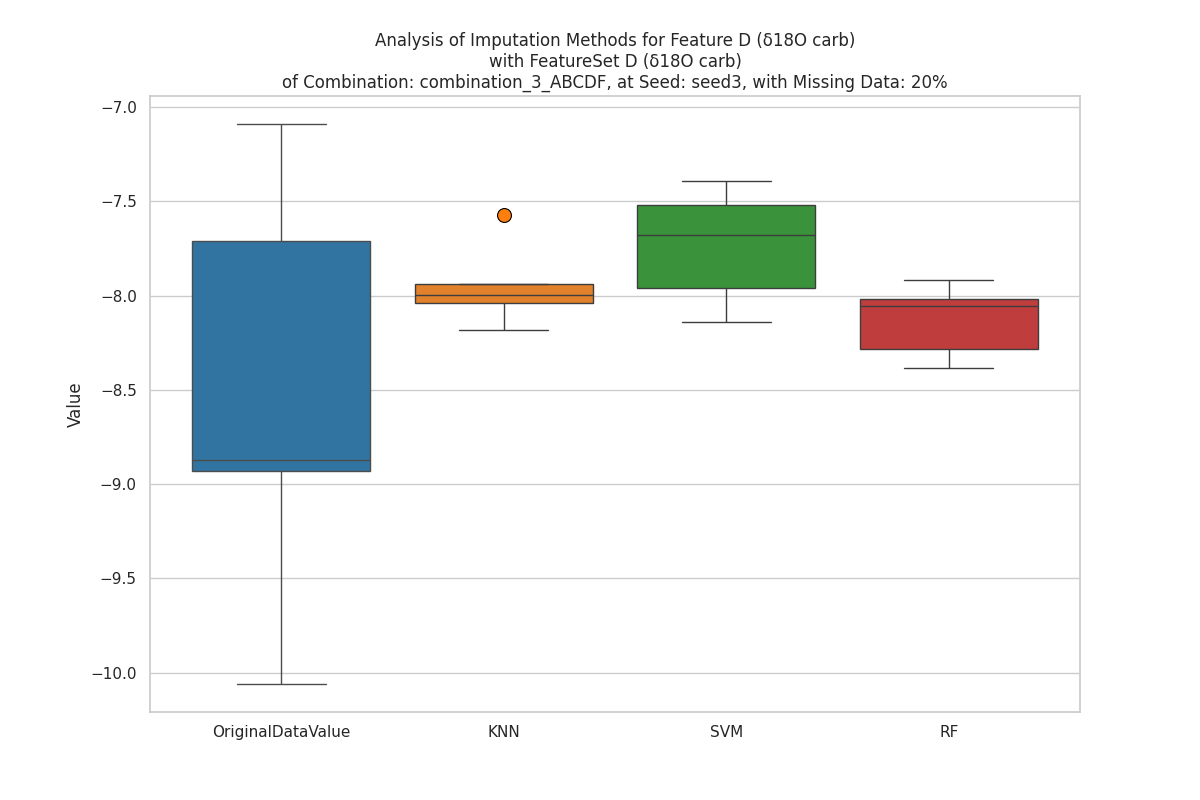 Analysis of Imputation Methods for Feature D (δ18O carb)
with FeatureSet D (δ18O carb)
of Combination: combination_3_ABCDF, at Seed: seed3, with Missing Data: 20%
Value
−7.0
−7.5
−8.0
−8.5
−9.0
−9.5
−10.0
OriginalDataValue
KNN
SVM
RF